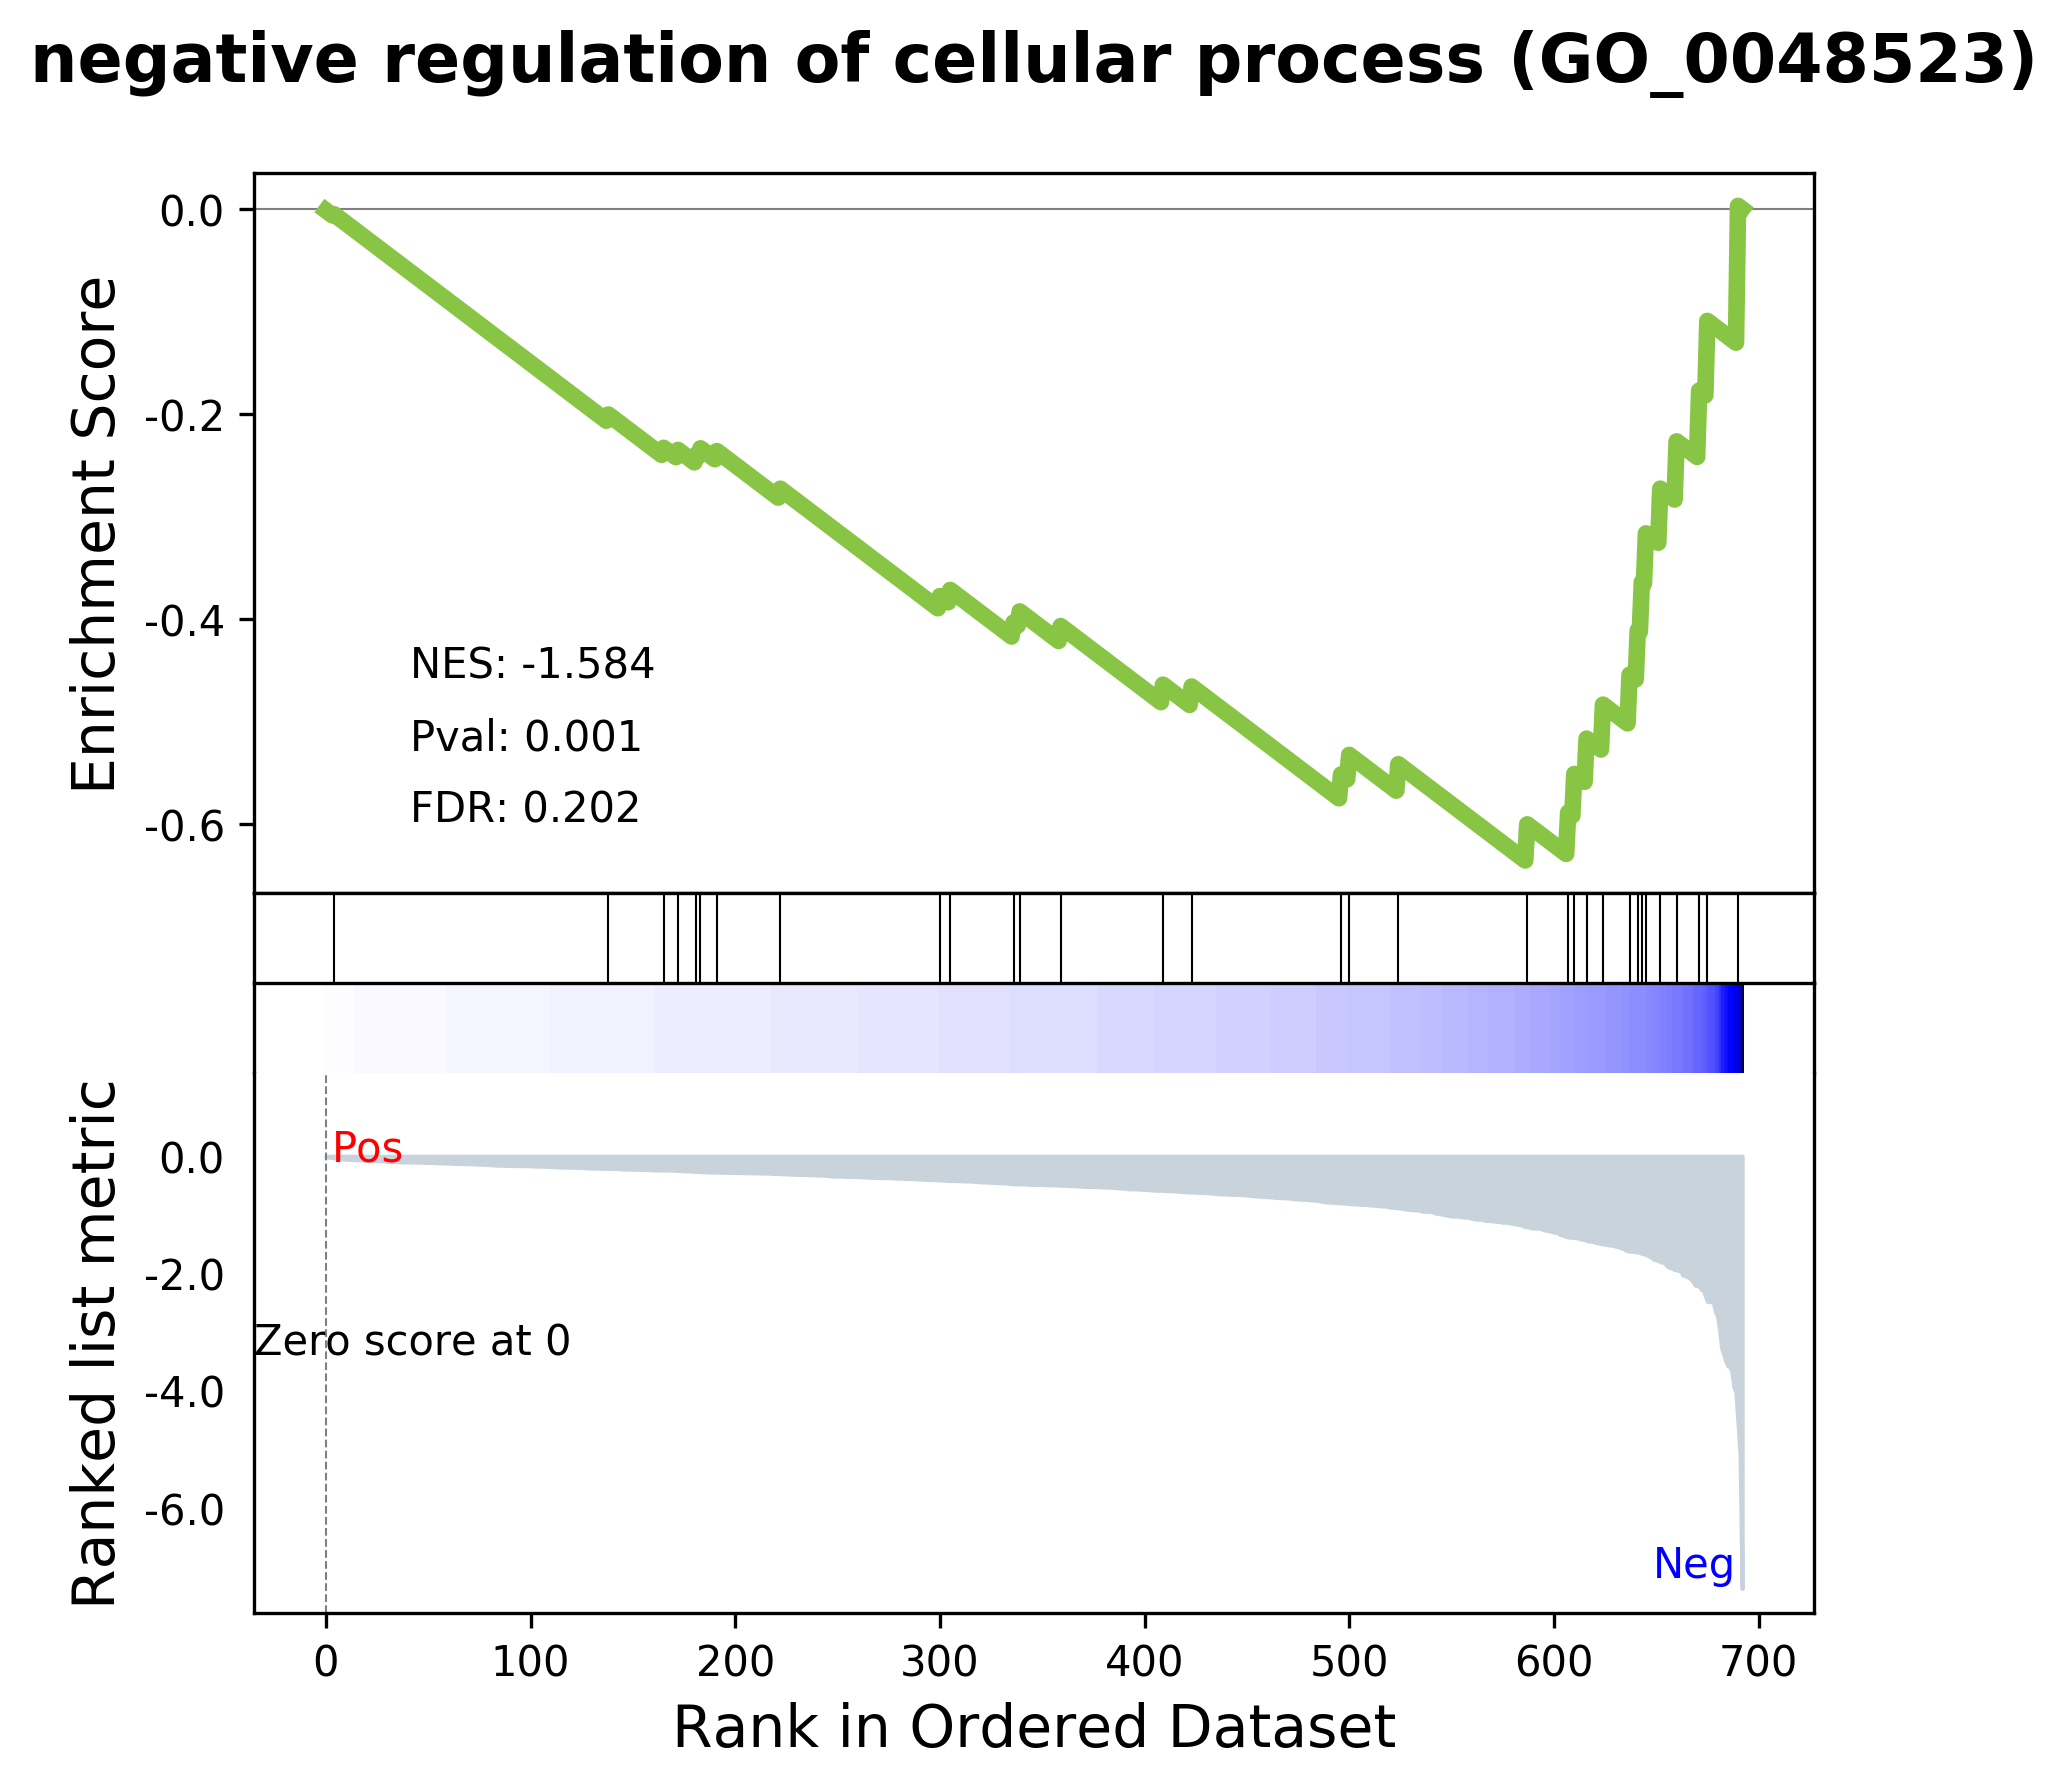 negative regulation of cellular process (GO_0048523)
Enrichment Score
0.0
-0.2
-0.4
-0.6
NES: -1.584
Pval: 0.001
FDR: 0.202
Ranked list metric
0.0
-2.0
-4.0
-6.0
Pos
Zero score at 0
Neg
0 100 200 300 400 500 600 700
Rank in Ordered Dataset